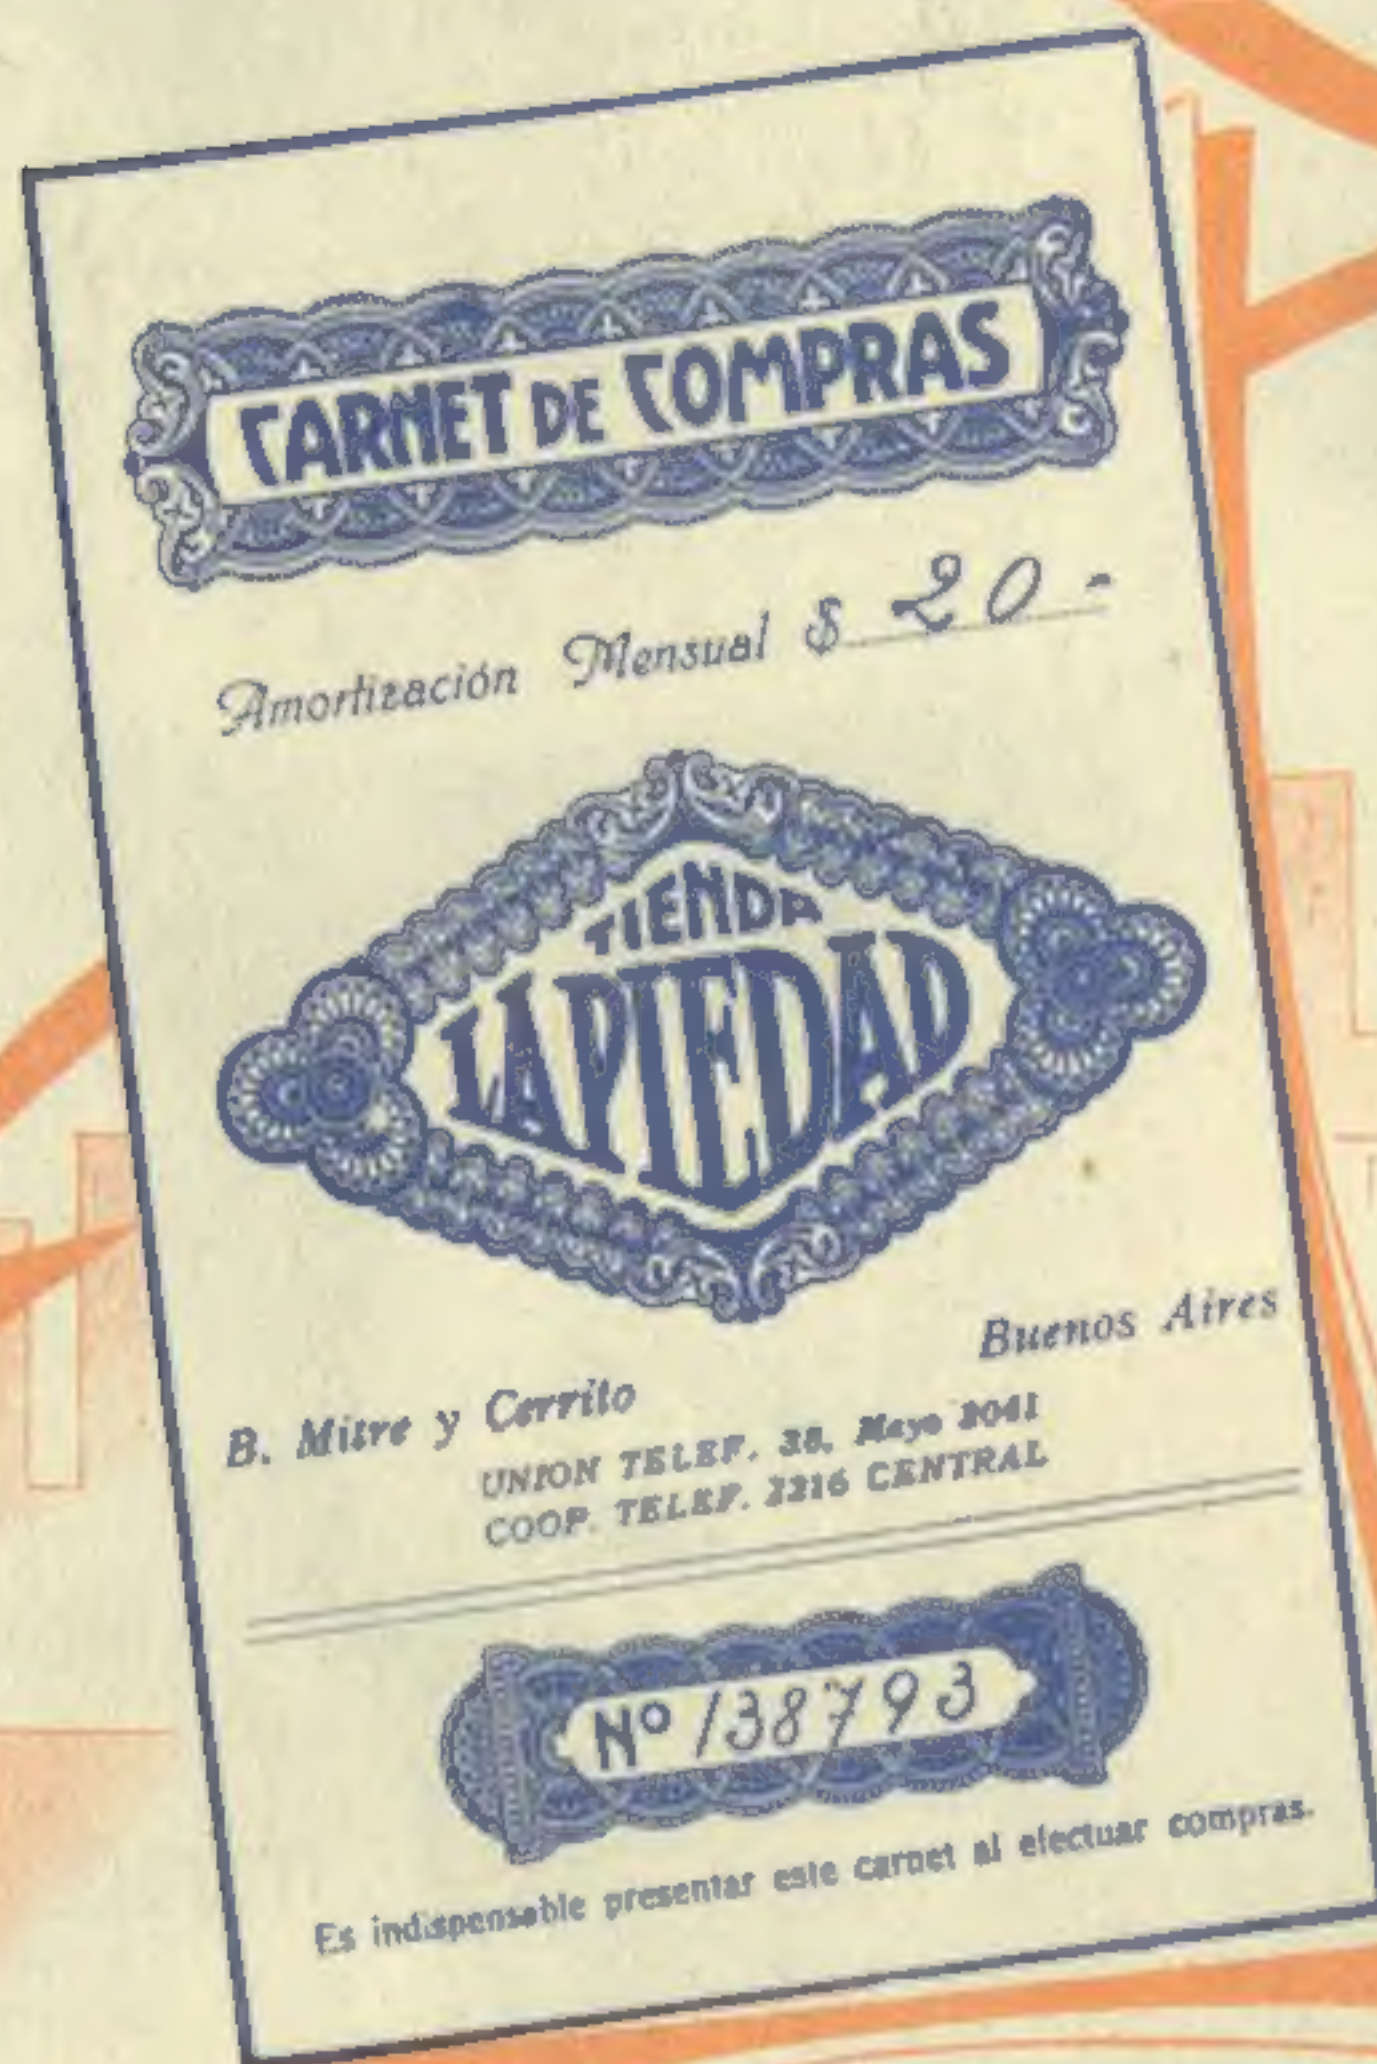 CARNET DE COMPRAS
Amortización Mensual $ 20-
TIENDA
LA PIEDAD
Buenos Aires
B. Mitre y Cerrito
UNION TELEF. 38, Mayo 2041
COOP. TELEF. 2216 CENTRAL
Nº 138793
Es indispensable presentar este carnet al efectuar compras.